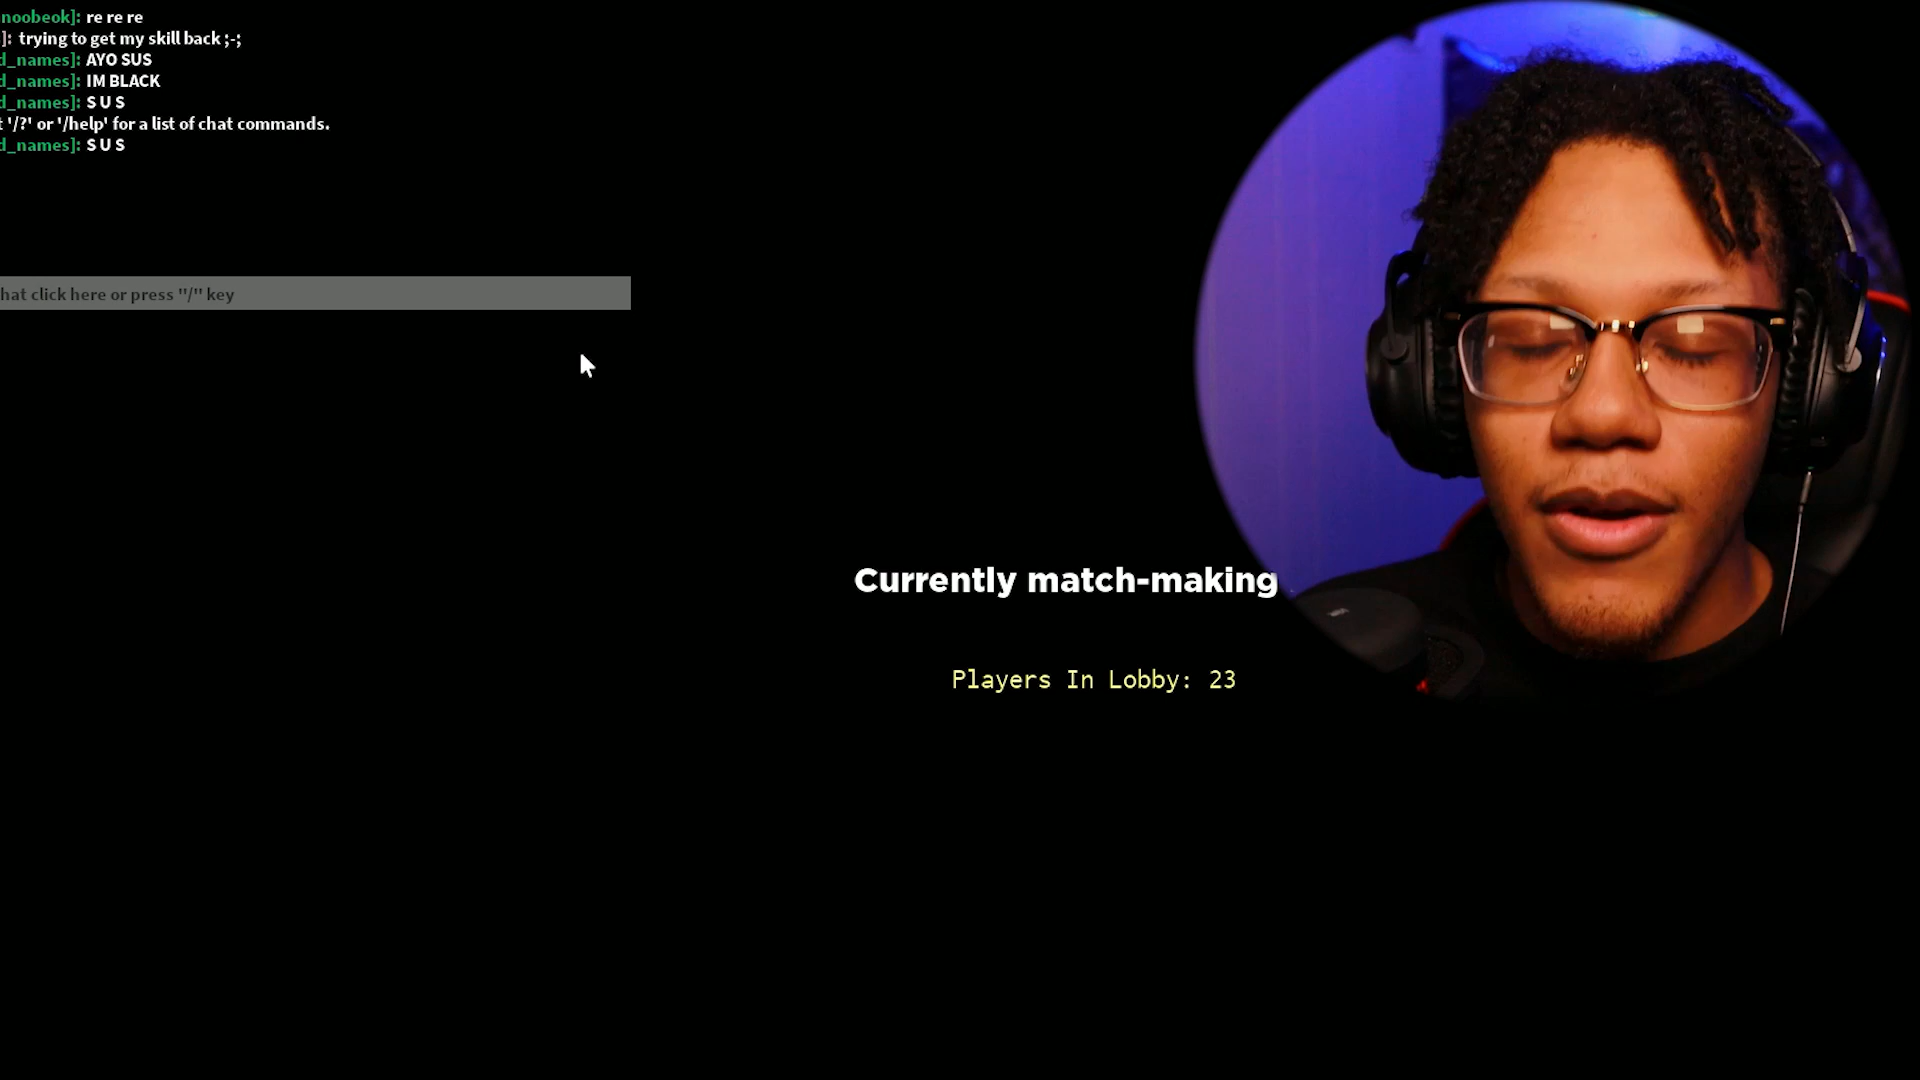 noobeok]: re re re
]: trying to get my skill back ;-;
d_names]: AYO SUS
d_names]: IM BLACK
d_names]: S U S
'/?' or '/help' for a list of chat commands.
d_names]: S U S
hat click here or press "/" key
Currently match-making
Players In Lobby: 23